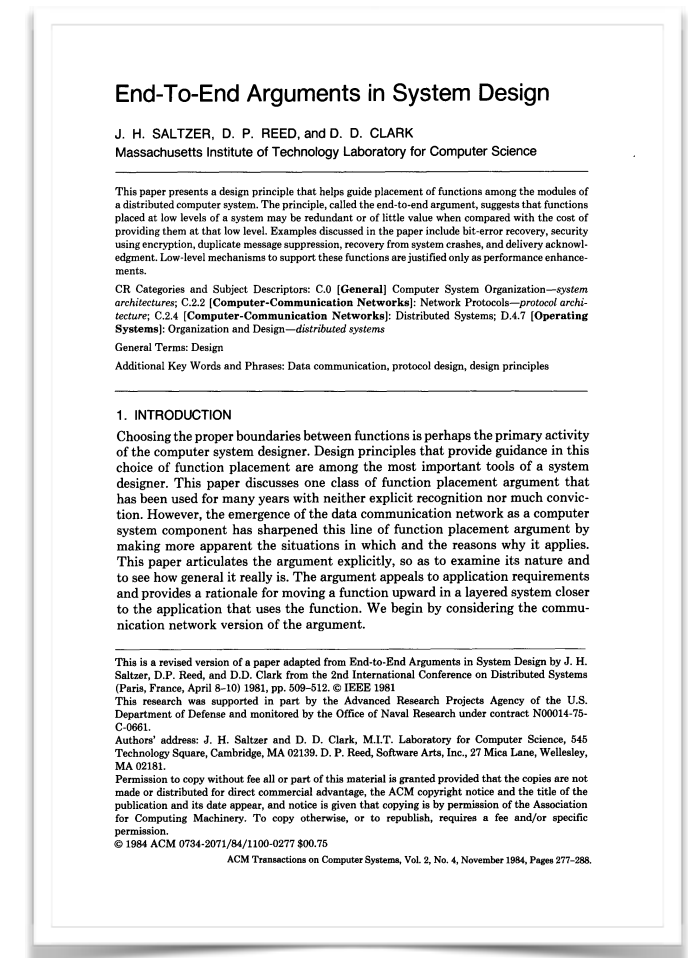 End-To-End Arguments in System Design
J. H. SALTZER, D. P. REED, and D. D. CLARK
Massachusetts Institute of Technology Laboratory for Computer Science
This paper presents a design principle that helps guide placement of functions among the modules of
a distributed computer system. The principle, called the end-to-end argument, suggests that functions
placed at low levels of a system may be redundant or of little value when compared with the cost of
providing them at that low level. Examples discussed in the paper include bit-error recovery, security
using encryption, duplicate message suppression, recovery from system crashes, and delivery acknowl-
edgment. Low-level mechanisms to support these functions are justified only as performance enhance-
ments.
CR Categories and Subject Descriptors: C.0 [General] Computer System Organization—system
architectures; C.2.2 [Computer-Communication Networks]: Network Protocols—protocol archi-
tecture; C.2.4 [Computer-Communication Networks]: Distributed Systems; D.4.7 [Operating
Systems]: Organization and Design—distributed systems
General Terms: Design
Additional Key Words and Phrases: Data communication, protocol design, design principles
1. INTRODUCTION
Choosing the proper boundaries between functions is perhaps the primary activity
of the computer system designer. Design principles that provide guidance in this
choice of function placement are among the most important tools of a system
designer. This paper discusses one class of function placement argument that
has been used for many years with neither explicit recognition nor much convic-
tion. However, the emergence of the data communication network as a computer
system component has sharpened this line of function placement argument by
making more apparent the situations in which and the reasons why it applies.
This paper articulates the argument explicitly, so as to examine its nature and
to see how general it really is. The argument appeals to application requirements
and provides a rationale for moving a function upward in a layered system closer
to the application that uses the function. We begin by considering the commu-
nication network version of the argument.
This is a revised version of a paper adapted from End-to-End Arguments in System Design by J. H.
Saltzer, D.P. Reed, and D.D. Clark from the 2nd International Conference on Distributed Systems
(Paris, France, April 8–10) 1981, pp. 509–512. © IEEE 1981
This research was supported in part by the Advanced Research Projects Agency of the U.S.
Department of Defense and monitored by the Office of Naval Research under contract N00014-75-
C-0661.
Authors' address: J. H. Saltzer and D. D. Clark, M.I.T. Laboratory for Computer Science, 545
Technology Square, Cambridge, MA 02139. D. P. Reed, Software Arts, Inc., 27 Mica Lane, Wellesley,
MA 02181.
Permission to copy without fee all or part of this material is granted provided that the copies are not
made or distributed for direct commercial advantage, the ACM copyright notice and the title of the
publication and its date appear, and notice is given that copying is by permission of the Association
for Computing Machinery. To copy otherwise, or to republish, requires a fee and/or specific
permission.
© 1984 ACM 0734-2071/84/1100-0277 $00.75
ACM Transactions on Computer Systems, Vol. 2, No. 4, November 1984, Pages 277–288.